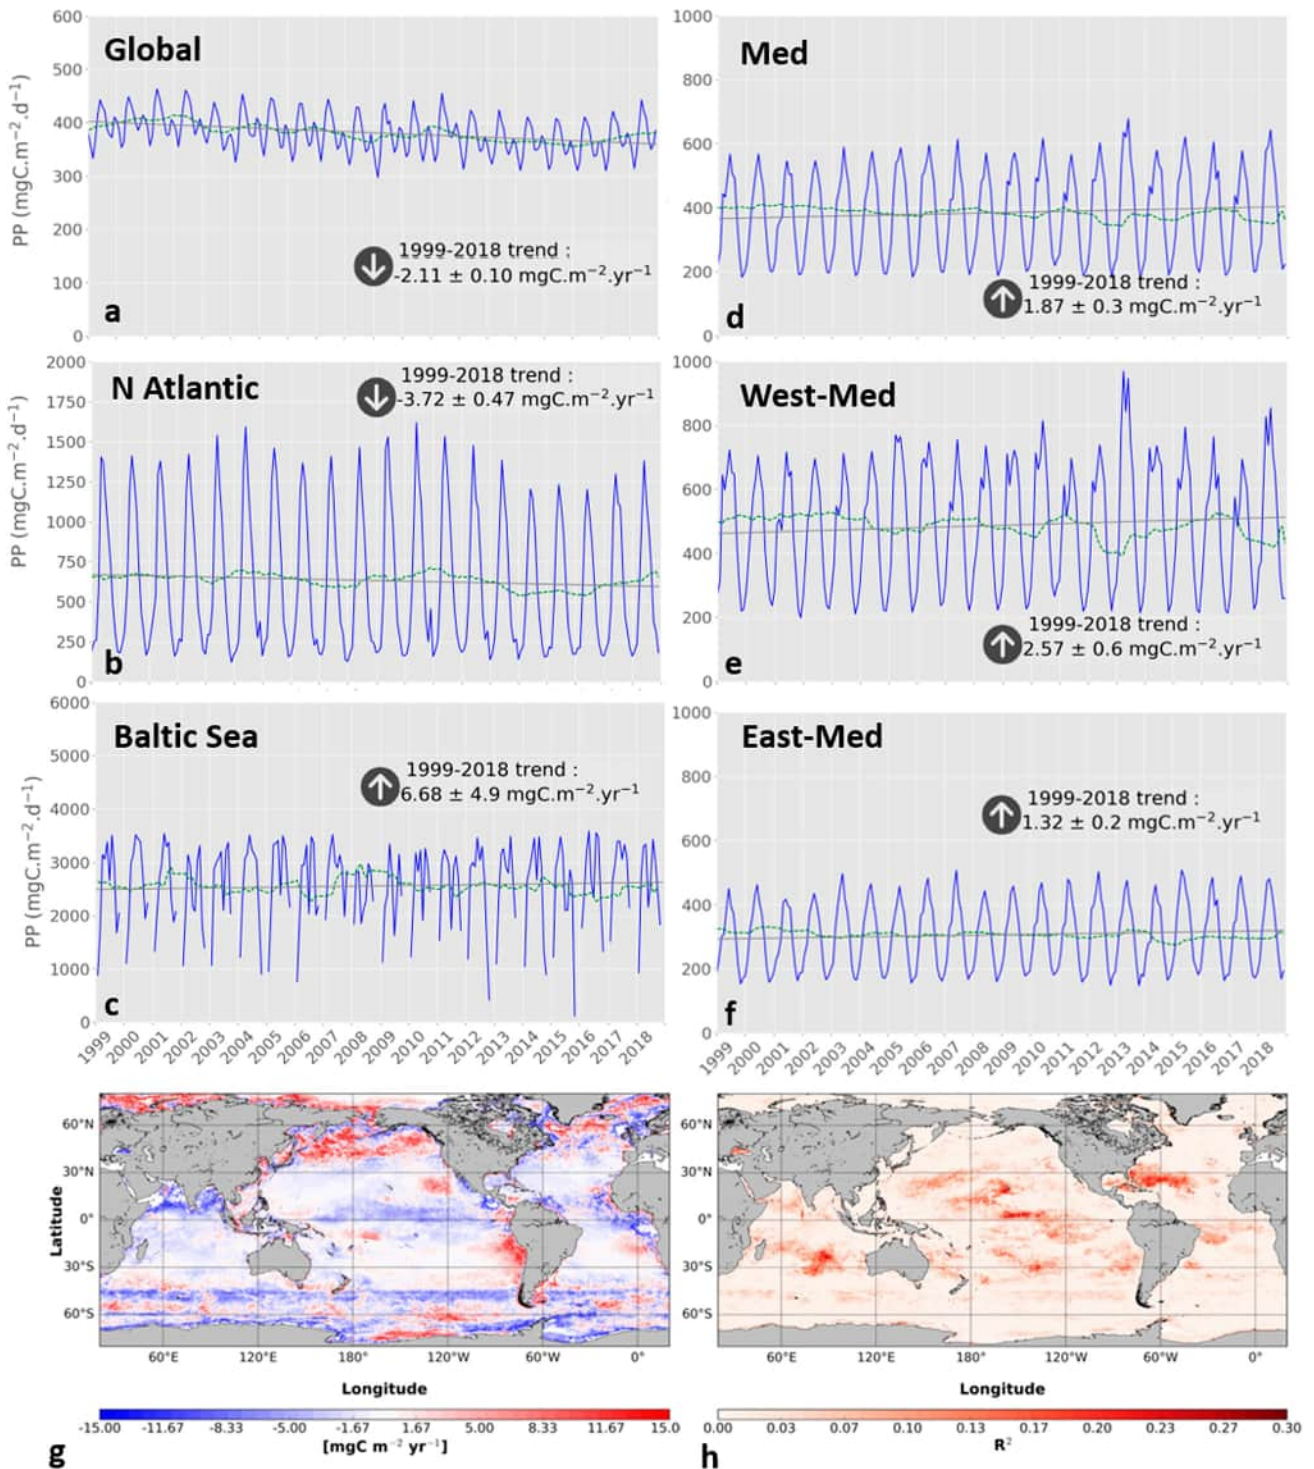 Global
PP (mgC.m⁻².d⁻¹)
600
500
400
300
200
100
0
1999-2018 trend :
-2.11 ± 0.10 mgC.m⁻².yr⁻¹
a
Med
1000
800
600
400
200
0
1999-2018 trend :
1.87 ± 0.3 mgC.m⁻².yr⁻¹
d
N Atlantic
PP (mgC.m⁻².d⁻¹)
2000
1750
1500
1250
1000
750
500
250
0
1999-2018 trend :
-3.72 ± 0.47 mgC.m⁻².yr⁻¹
b
West-Med
1000
800
600
400
200
0
1999-2018 trend :
2.57 ± 0.6 mgC.m⁻².yr⁻¹
e
Baltic Sea
PP (mgC.m⁻².d⁻¹)
6000
5000
4000
3000
2000
1000
0
1999-2018 trend :
6.68 ± 4.9 mgC.m⁻².yr⁻¹
c
1999 2000 2001 2002 2003 2004 2005 2006 2007 2008 2009 2010 2011 2012 2013 2014 2015 2016 2017 2018
East-Med
1000
800
600
400
200
0
1999-2018 trend :
1.32 ± 0.2 mgC.m⁻².yr⁻¹
f
1999 2000 2001 2002 2003 2004 2005 2006 2007 2008 2009 2010 2011 2012 2013 2014 2015 2016 2017 2018
Latitude
60°N
30°N
0°
30°S
60°S
60°E 120°E 180° 120°W 60°W 0°
Longitude
-15.00 -11.67 -8.33 -5.00 -1.67 1.67 5.00 8.33 11.67 15.0
[mgC m⁻² yr⁻¹]
g
60°N
30°N
0°
30°S
60°S
60°E 120°E 180° 120°W 60°W 0°
Longitude
0.00 0.03 0.07 0.10 0.13 0.17 0.20 0.23 0.27 0.30
R²
h